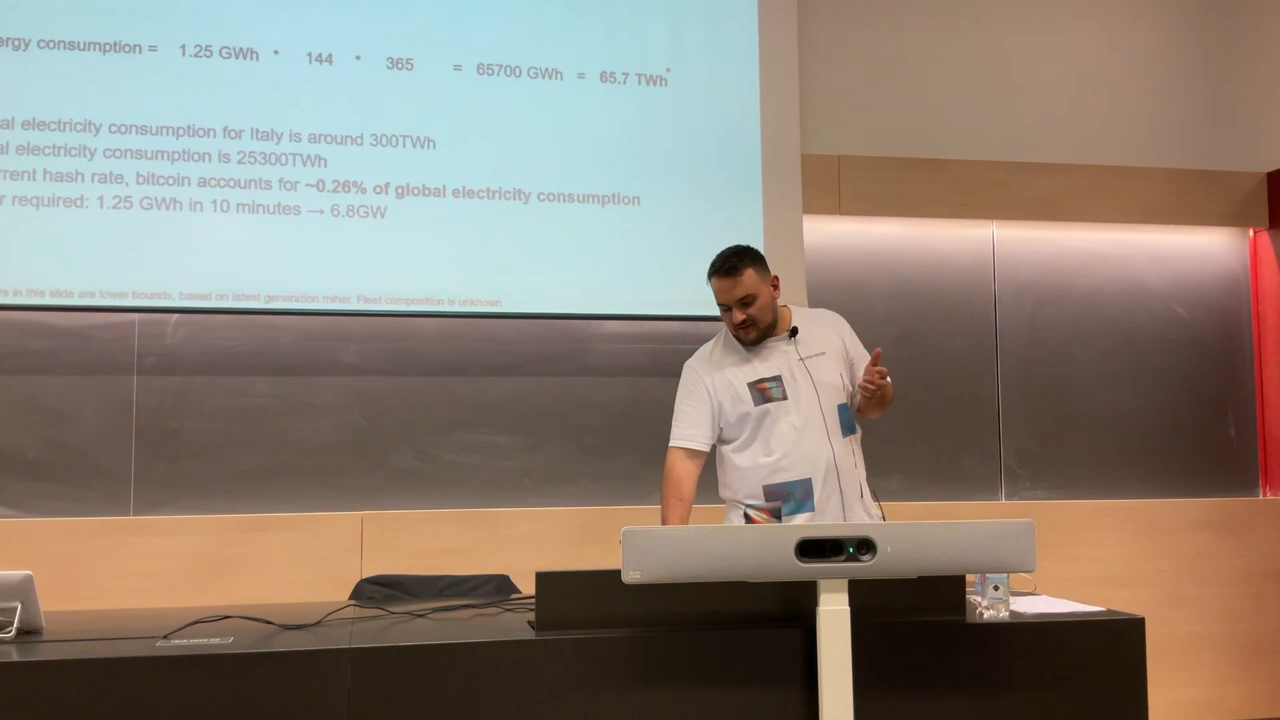 ergy consumption = 1.25 GWh * 144 * 365 = 65700 GWh = 65.7 TWh*
al electricity consumption for Italy is around 300TWh
al electricity consumption is 25300TWh
rrent hash rate, bitcoin accounts for ~0.26% of global electricity consumption
r required: 1.25 GWh in 10 minutes → 6.8GW
in this slide are lower bounds, based on latest generation miner. Fleet composition is unknown